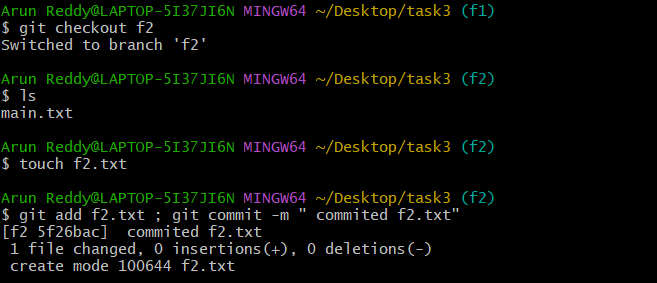 Arun Reddy@LAPTOP-5I37JI6N MINGW64 ~/Desktop/task3 (f1)
$ git checkout f2
Switched to branch 'f2'
Arun Reddy@LAPTOP-5I37JI6N MINGW64 ~/Desktop/task3 (f2)
$ ls
main.txt
Arun Reddy@LAPTOP-5I37JI6N MINGW64 ~/Desktop/task3 (f2)
$ touch f2.txt
Arun Reddy@LAPTOP-5I37JI6N MINGW64 ~/Desktop/task3 (f2)
$ git add f2.txt ; git commit -m " commited f2.txt"
[f2 5f26bac]  commited f2.txt
 1 file changed, 0 insertions(+), 0 deletions(-)
 create mode 100644 f2.txt